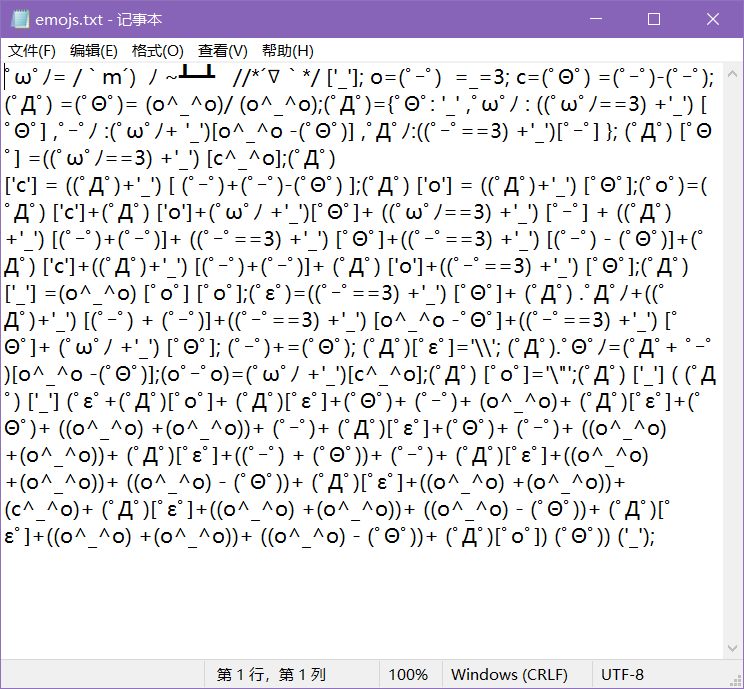 emojs.txt - 记事本
文件(F) 编辑(E) 格式(O) 查看(V) 帮助(H)
ﾟωﾟﾉ= /｀ｍ´）ﾉ ~┻━┻   //*´∇｀*/ ['_']; o=(ﾟｰﾟ)  =_=3; c=(ﾟΘﾟ) =(ﾟｰﾟ)-(ﾟｰﾟ);
(ﾟДﾟ) =(ﾟΘﾟ)= (o^_^o)/ (o^_^o);(ﾟДﾟ)={ﾟΘﾟ: '_' ,ﾟωﾟﾉ : ((ﾟωﾟﾉ==3) +'_') [
ﾟΘﾟ] ,ﾟｰﾟﾉ :(ﾟωﾟﾉ+ '_')[o^_^o -(ﾟΘﾟ)] ,ﾟДﾟﾉ:((ﾟｰﾟ==3) +'_')[ﾟｰﾟ] }; (ﾟДﾟ) [ﾟΘ
ﾟ] =((ﾟωﾟﾉ==3) +'_') [c^_^o];(ﾟДﾟ)
['c'] = ((ﾟДﾟ)+'_') [ (ﾟｰﾟ)+(ﾟｰﾟ)-(ﾟΘﾟ) ];(ﾟДﾟ) ['o'] = ((ﾟДﾟ)+'_') [ﾟΘﾟ];(ﾟoﾟ)=(
ﾟДﾟ) ['c']+(ﾟДﾟ) ['o']+(ﾟωﾟﾉ +'_')[ﾟΘﾟ]+ ((ﾟωﾟﾉ==3) +'_') [ﾟｰﾟ] + ((ﾟДﾟ)
+'_') [(ﾟｰﾟ)+(ﾟｰﾟ)]+ ((ﾟｰﾟ==3) +'_') [ﾟΘﾟ]+((ﾟｰﾟ==3) +'_') [(ﾟｰﾟ) - (ﾟΘﾟ)]+(ﾟ
Дﾟ) ['c']+((ﾟДﾟ)+'_') [(ﾟｰﾟ)+(ﾟｰﾟ)]+ (ﾟДﾟ) ['o']+((ﾟｰﾟ==3) +'_') [ﾟΘﾟ];(ﾟДﾟ)
['_'] =(o^_^o) [ﾟoﾟ] [ﾟoﾟ];(ﾟεﾟ)=((ﾟｰﾟ==3) +'_') [ﾟΘﾟ]+ (ﾟДﾟ) .ﾟДﾟﾉ+((ﾟ
Дﾟ)+'_') [(ﾟｰﾟ) + (ﾟｰﾟ)]+((ﾟｰﾟ==3) +'_') [o^_^o -ﾟΘﾟ]+((ﾟｰﾟ==3) +'_') [ﾟ
Θﾟ]+ (ﾟωﾟﾉ +'_') [ﾟΘﾟ]; (ﾟｰﾟ)+=(ﾟΘﾟ); (ﾟДﾟ)[ﾟεﾟ]='\\'; (ﾟДﾟ).ﾟΘﾟﾉ=(ﾟДﾟ+ ﾟｰﾟ
)[o^_^o -(ﾟΘﾟ)];(oﾟｰﾟo)=(ﾟωﾟﾉ +'_')[c^_^o];(ﾟДﾟ) [ﾟoﾟ]='\"';(ﾟДﾟ) ['_'] ( (ﾟД
ﾟ) ['_'] (ﾟεﾟ+(ﾟДﾟ)[ﾟoﾟ]+ (ﾟДﾟ)[ﾟεﾟ]+(ﾟΘﾟ)+ (ﾟｰﾟ)+ (o^_^o)+ (ﾟДﾟ)[ﾟεﾟ]+(ﾟ
Θﾟ)+ ((o^_^o) +(o^_^o))+ (ﾟｰﾟ)+ (ﾟДﾟ)[ﾟεﾟ]+(ﾟΘﾟ)+ (ﾟｰﾟ)+ ((o^_^o)
+(o^_^o))+ (ﾟДﾟ)[ﾟεﾟ]+((ﾟｰﾟ) + (ﾟΘﾟ))+ (ﾟｰﾟ)+ (ﾟДﾟ)[ﾟεﾟ]+((o^_^o)
+(o^_^o))+ ((o^_^o) - (ﾟΘﾟ))+ (ﾟДﾟ)[ﾟεﾟ]+((o^_^o) +(o^_^o))+
(c^_^o)+ (ﾟДﾟ)[ﾟεﾟ]+((o^_^o) +(o^_^o))+ ((o^_^o) - (ﾟΘﾟ))+ (ﾟДﾟ)[ﾟ
εﾟ]+((o^_^o) +(o^_^o))+ ((o^_^o) - (ﾟΘﾟ))+ (ﾟДﾟ)[ﾟoﾟ]) (ﾟΘﾟ)) ('_');
第 1 行，第 1 列 100% Windows (CRLF) UTF-8